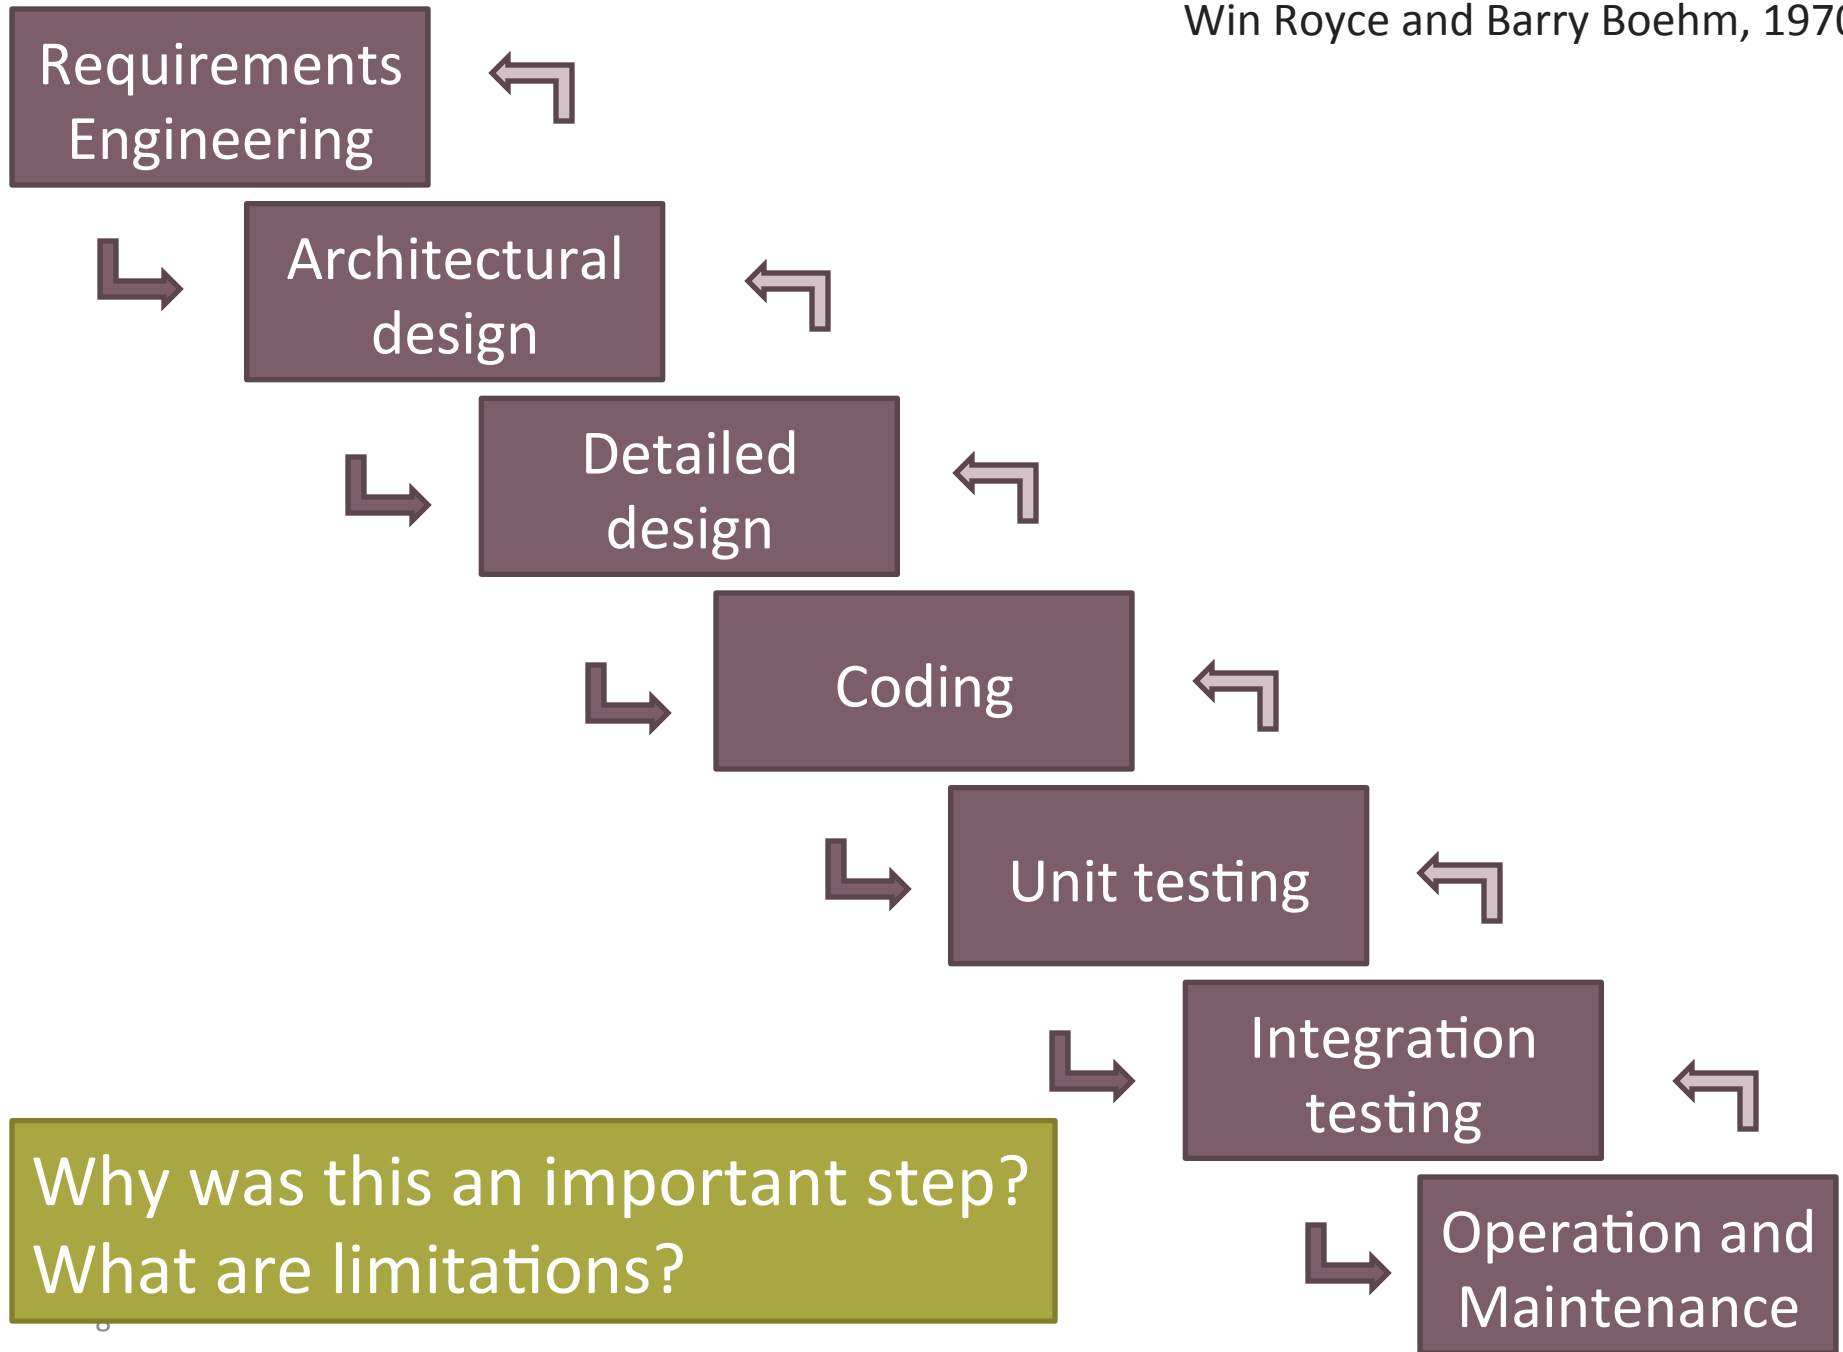 Win Royce and Barry Boehm, 1970
Requirements
Engineering
Architectural
design
Detailed
design
Coding
Unit testing
Integration
testing
Operation and
Maintenance
Why was this an important step?
What are limitations?